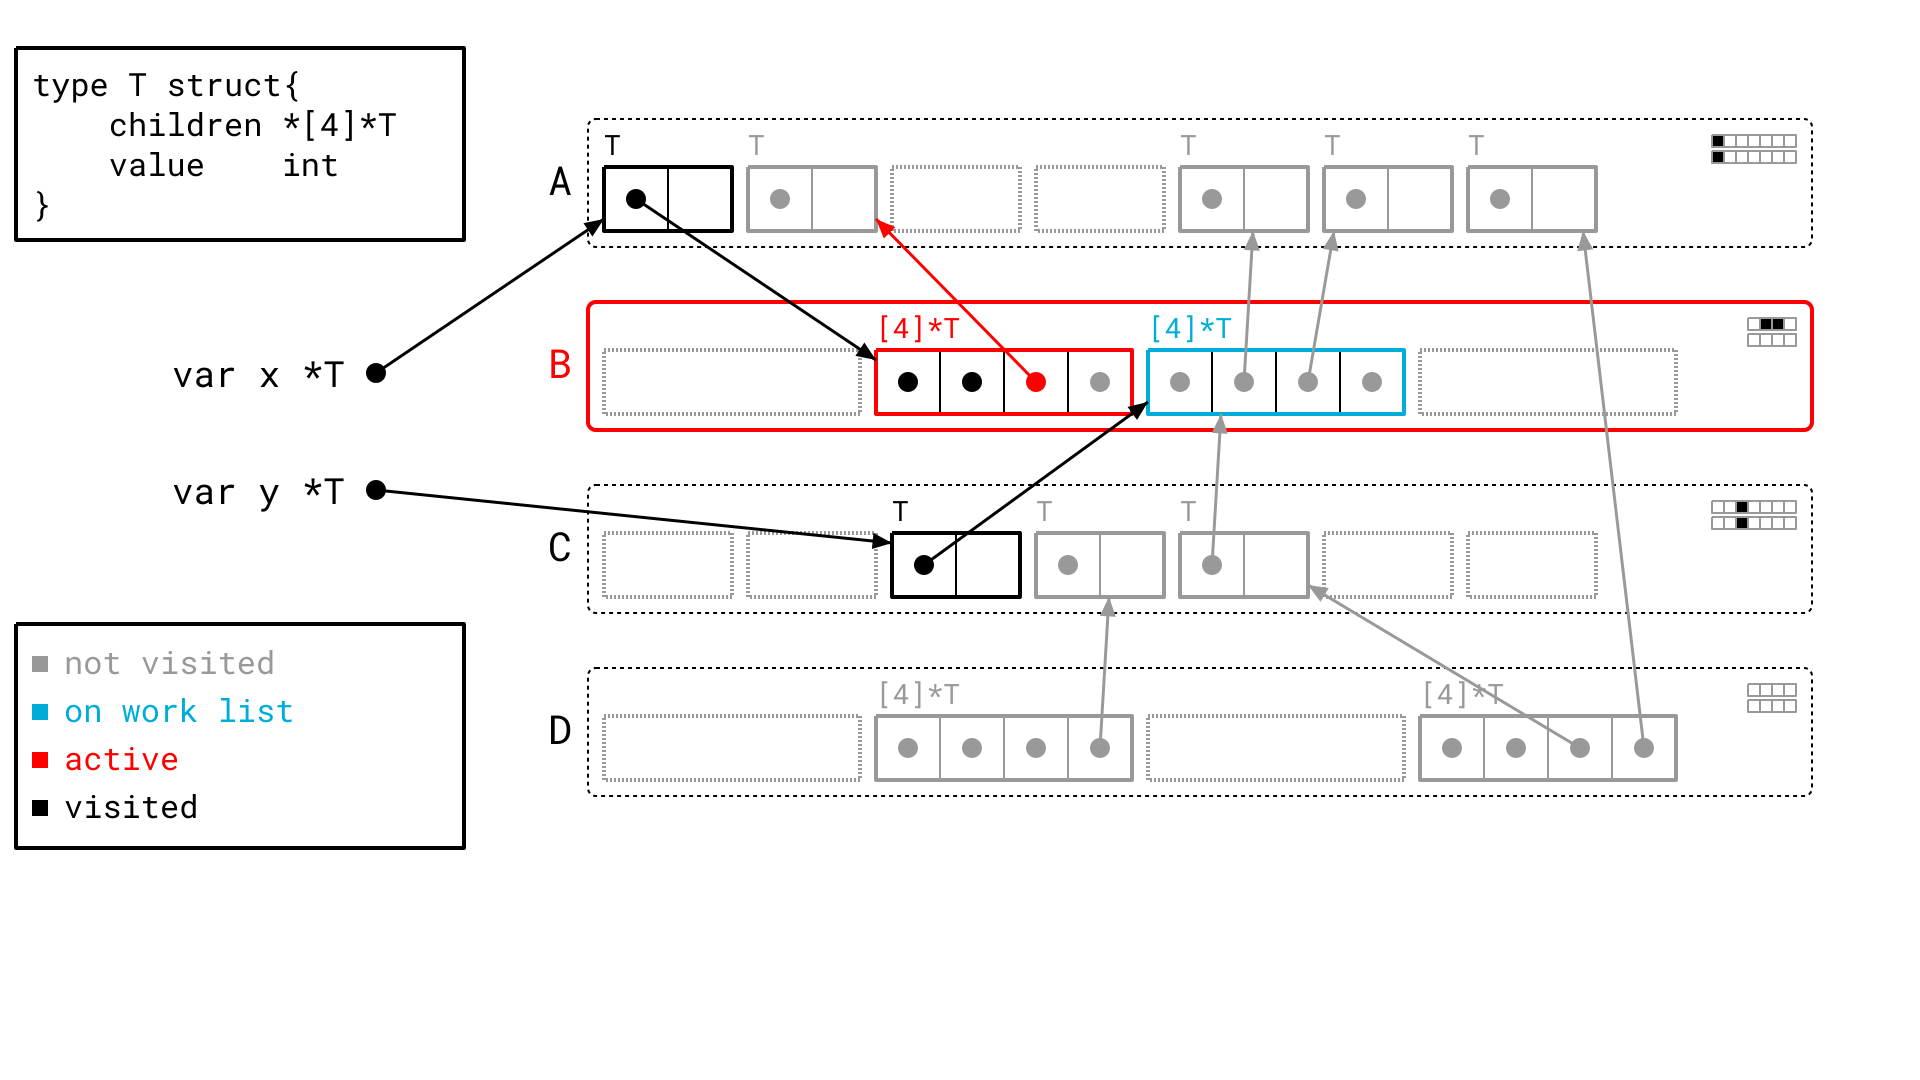 type T struct{
    children *[4]*T
    value    int
}
T T T T T
A
var x *T
[4]*T [4]*T
B
var y *T
T T T
C
[4]*T [4]*T
D
not visited
on work list
active
visited